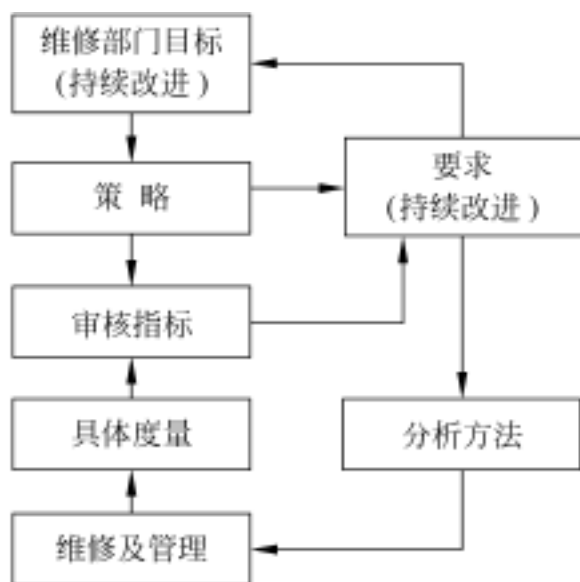 维修部门目标
(持续改进)
策 略
要求
(持续改进)
审核指标
具体度量
分析方法
维修及管理